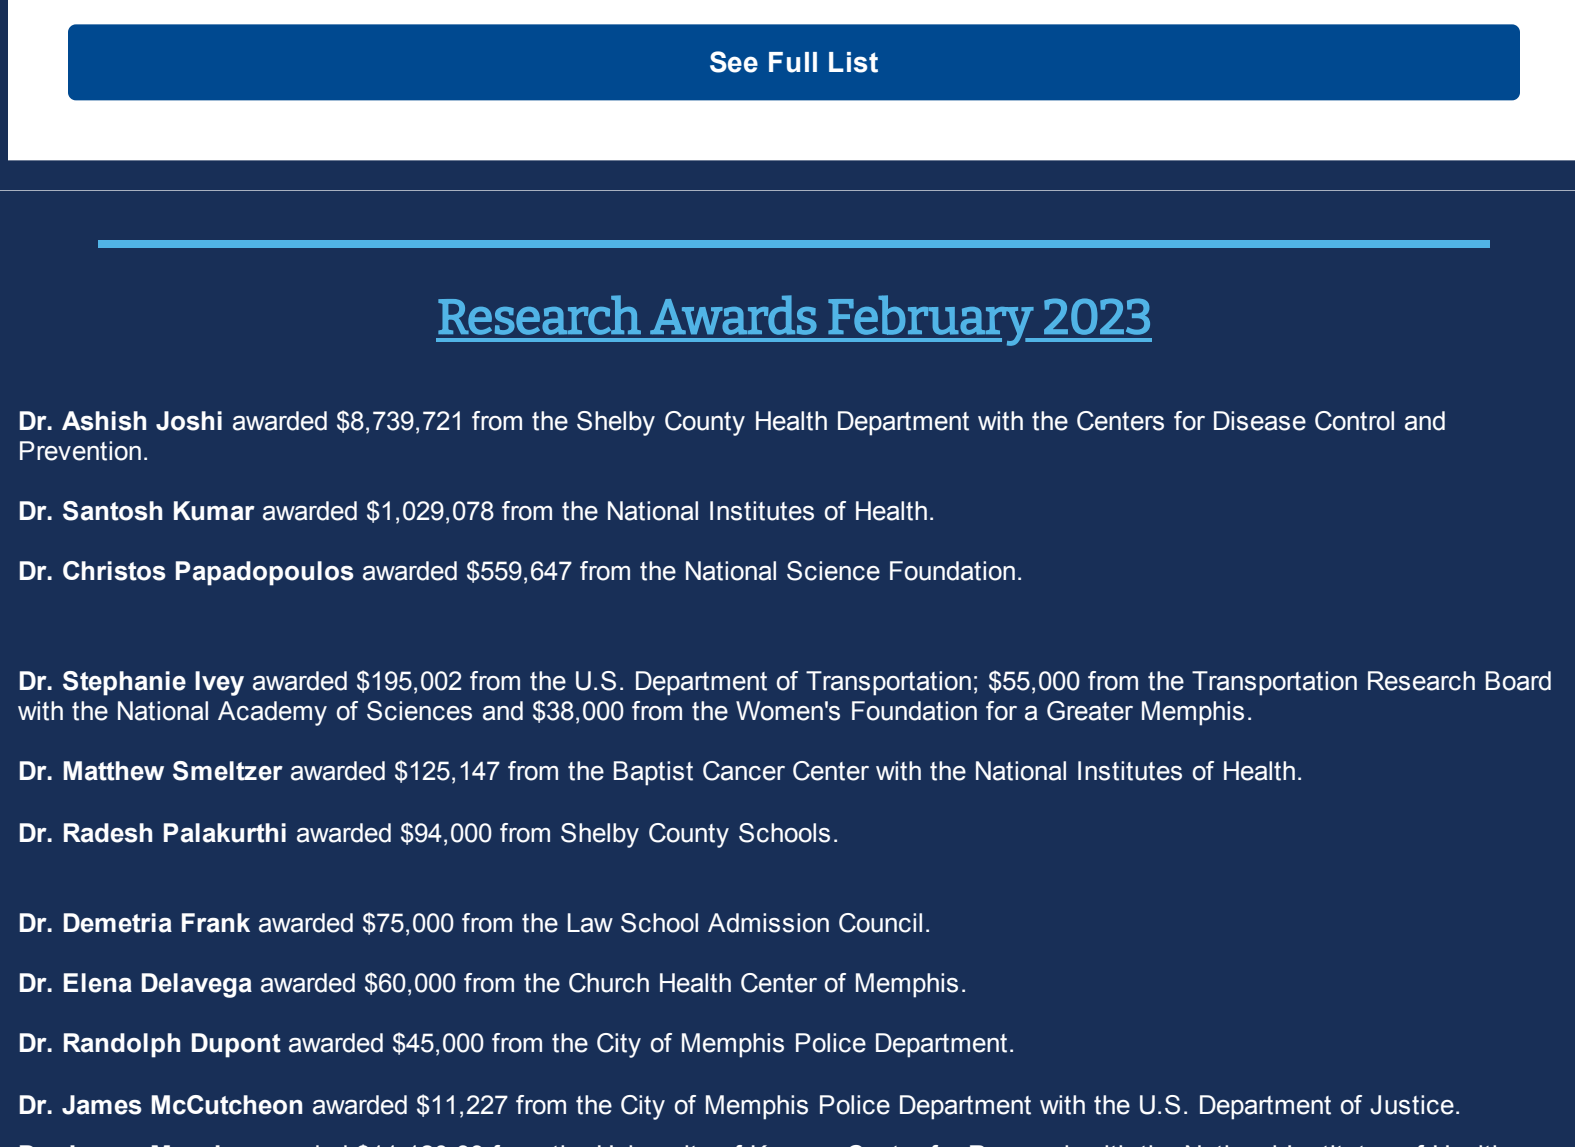 See Full List
Research Awards February 2023
Dr. Ashish Joshi awarded $8,739,721 from the Shelby County Health Department with the Centers for Disease Control and
Prevention.
Dr. Santosh Kumar awarded $1,029,078 from the National Institutes of Health.
Dr. Christos Papadopoulos awarded $559,647 from the National Science Foundation.
Dr. Stephanie Ivey awarded $195,002 from the U.S. Department of Transportation; $55,000 from the Transportation Research Board
with the National Academy of Sciences and $38,000 from the Women's Foundation for a Greater Memphis.
Dr. Matthew Smeltzer awarded $125,147 from the Baptist Cancer Center with the National Institutes of Health.
Dr. Radesh Palakurthi awarded $94,000 from Shelby County Schools.
Dr. Demetria Frank awarded $75,000 from the Law School Admission Council.
Dr. Elena Delavega awarded $60,000 from the Church Health Center of Memphis.
Dr. Randolph Dupont awarded $45,000 from the City of Memphis Police Department.
Dr. James McCutcheon awarded $11,227 from the City of Memphis Police Department with the U.S. Department of Justice.